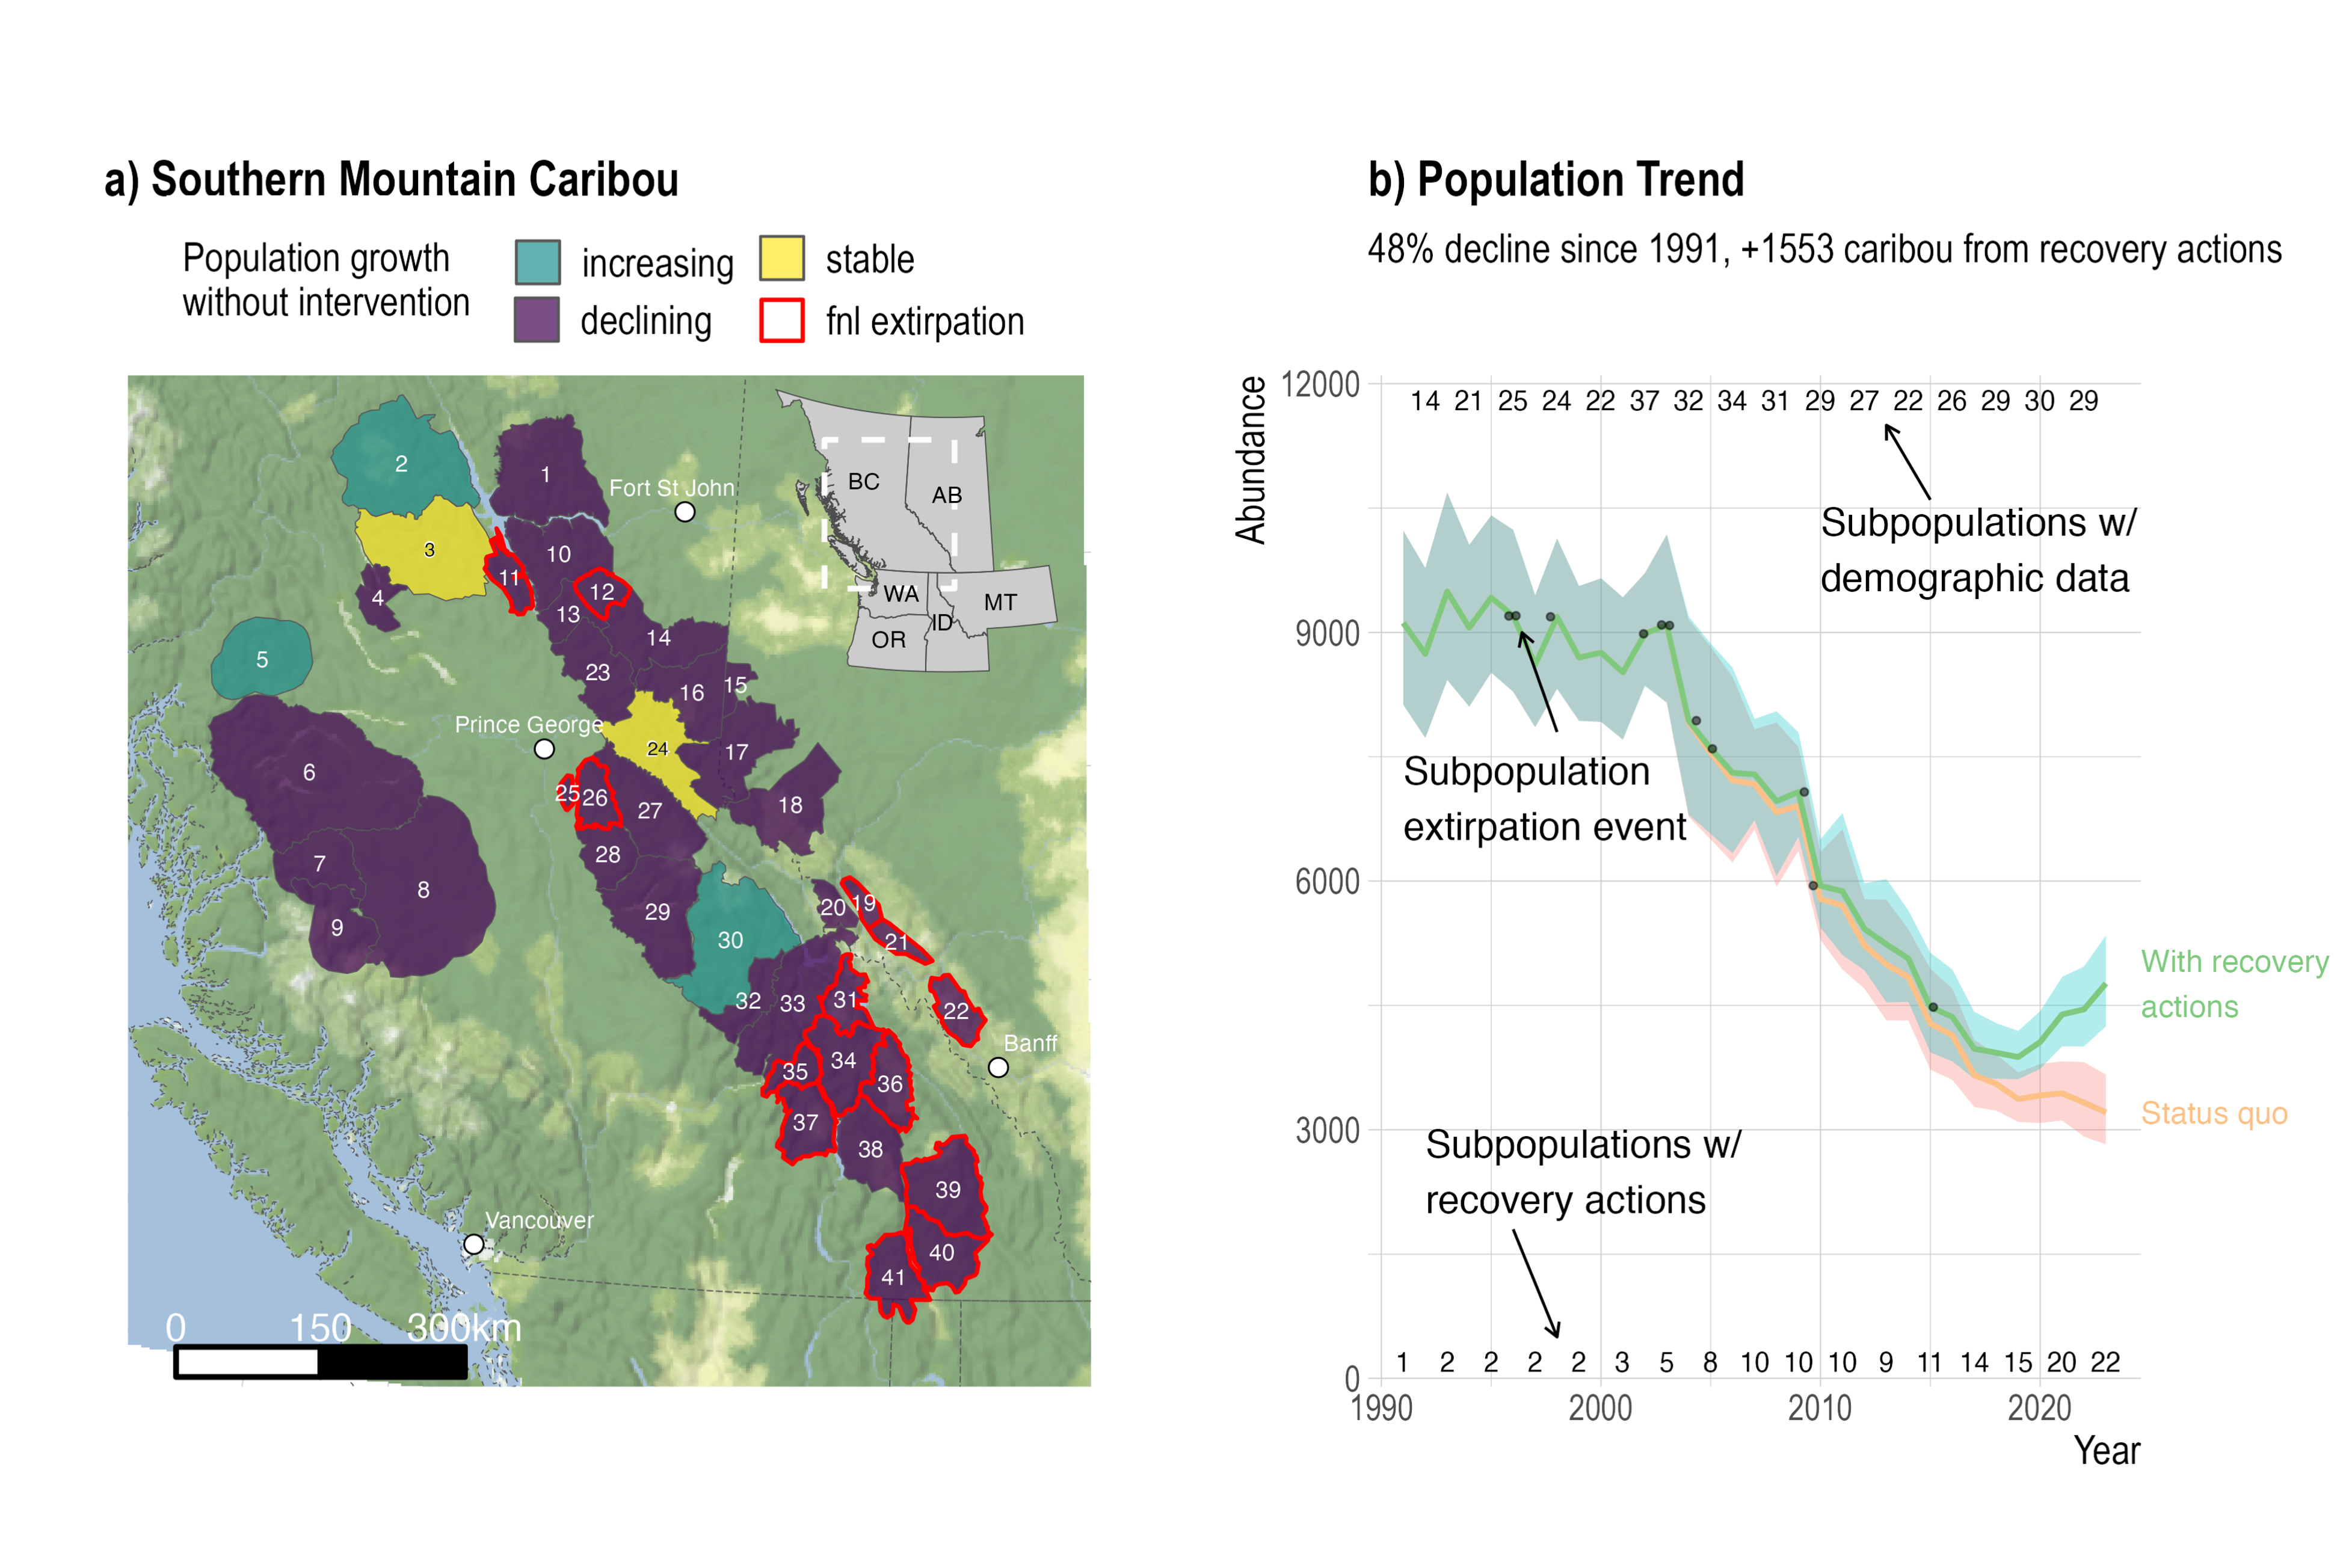 a) Southern Mountain Caribou
Population growth
without intervention
increasing
stable
declining
fnl extirpation
2
1
Fort St John
3
10
11
12
4
13
14
5
23
16
15
Prince George
24
17
6
25
26
27
18
28
7
8
29
20
19
9
30
21
32
33
31
22
Banff
34
35
36
37
38
39
Vancouver
40
41
0 150 300km
BC
AB
WA
MT
ID
OR
b) Population Trend
48% decline since 1991, +1553 caribou from recovery actions
Abundance
12000
9000
6000
3000
0
14 21 25 24 22 37 32 34 31 29 27 22 26 29 30 29
Subpopulations w/
demographic data
Subpopulation
extirpation event
With recovery
actions
Status quo
Subpopulations w/
recovery actions
1 2 2 2 2 3 5 8 10 10 10 9 11 14 15 20 22
1990 2000 2010 2020
Year